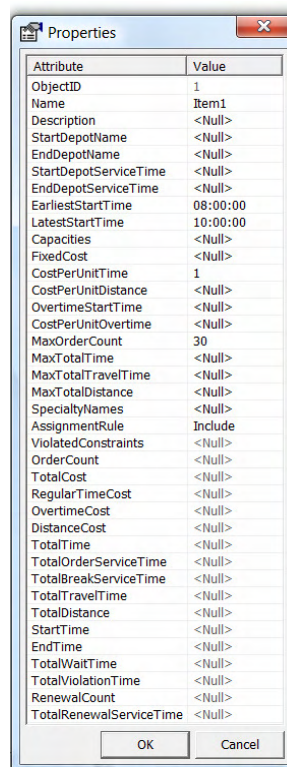 Properties
Attribute Value
ObjectID 1
Name Item1
Description <Null>
StartDepotName <Null>
EndDepotName <Null>
StartDepotServiceTime <Null>
EndDepotServiceTime <Null>
EarliestStartTime 08:00:00
LatestStartTime 10:00:00
Capacities <Null>
FixedCost <Null>
CostPerUnitTime 1
CostPerUnitDistance <Null>
OvertimeStartTime <Null>
CostPerUnitOvertime <Null>
MaxOrderCount 30
MaxTotalTime <Null>
MaxTotalTravelTime <Null>
MaxTotalDistance <Null>
SpecialtyNames <Null>
AssignmentRule Include
ViolatedConstraints <Null>
OrderCount <Null>
TotalCost <Null>
RegularTimeCost <Null>
OvertimeCost <Null>
DistanceCost <Null>
TotalTime <Null>
TotalOrderServiceTime <Null>
TotalBreakServiceTime <Null>
TotalTravelTime <Null>
TotalDistance <Null>
StartTime <Null>
EndTime <Null>
TotalWaitTime <Null>
TotalViolationTime <Null>
RenewalCount <Null>
TotalRenewalServiceTime <Null>
OK Cancel